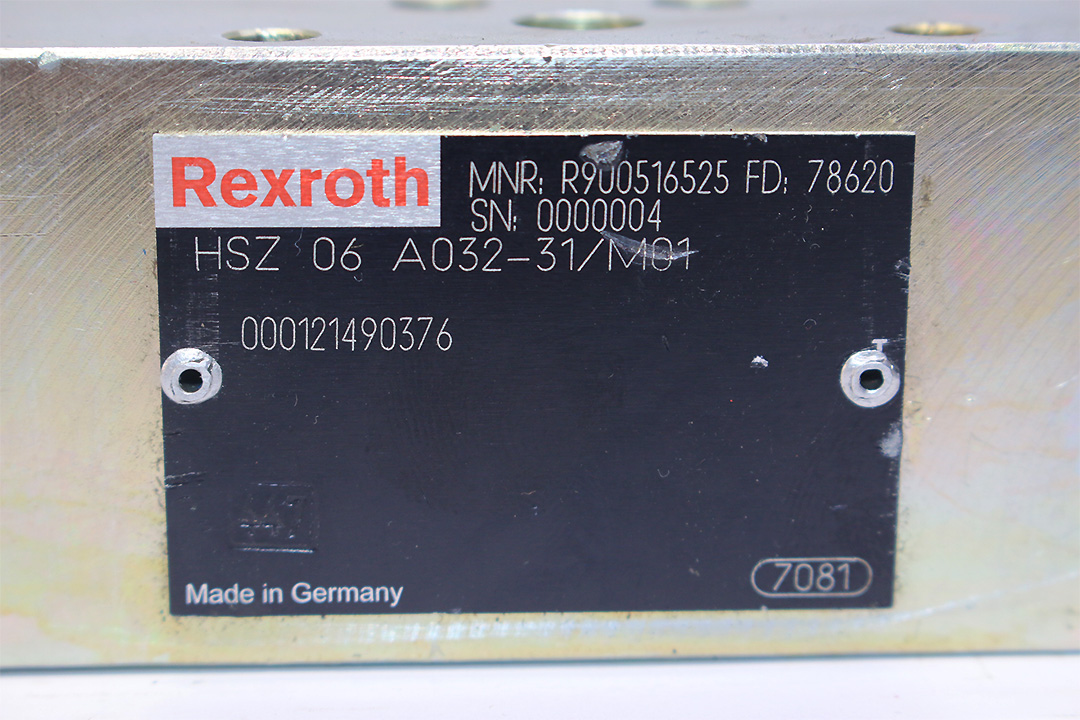 Rexroth
MNR: R900516525 FD: 78620
SN: 0000004
HSZ 06 A032-31/M01
000121490376
Made in Germany
7081